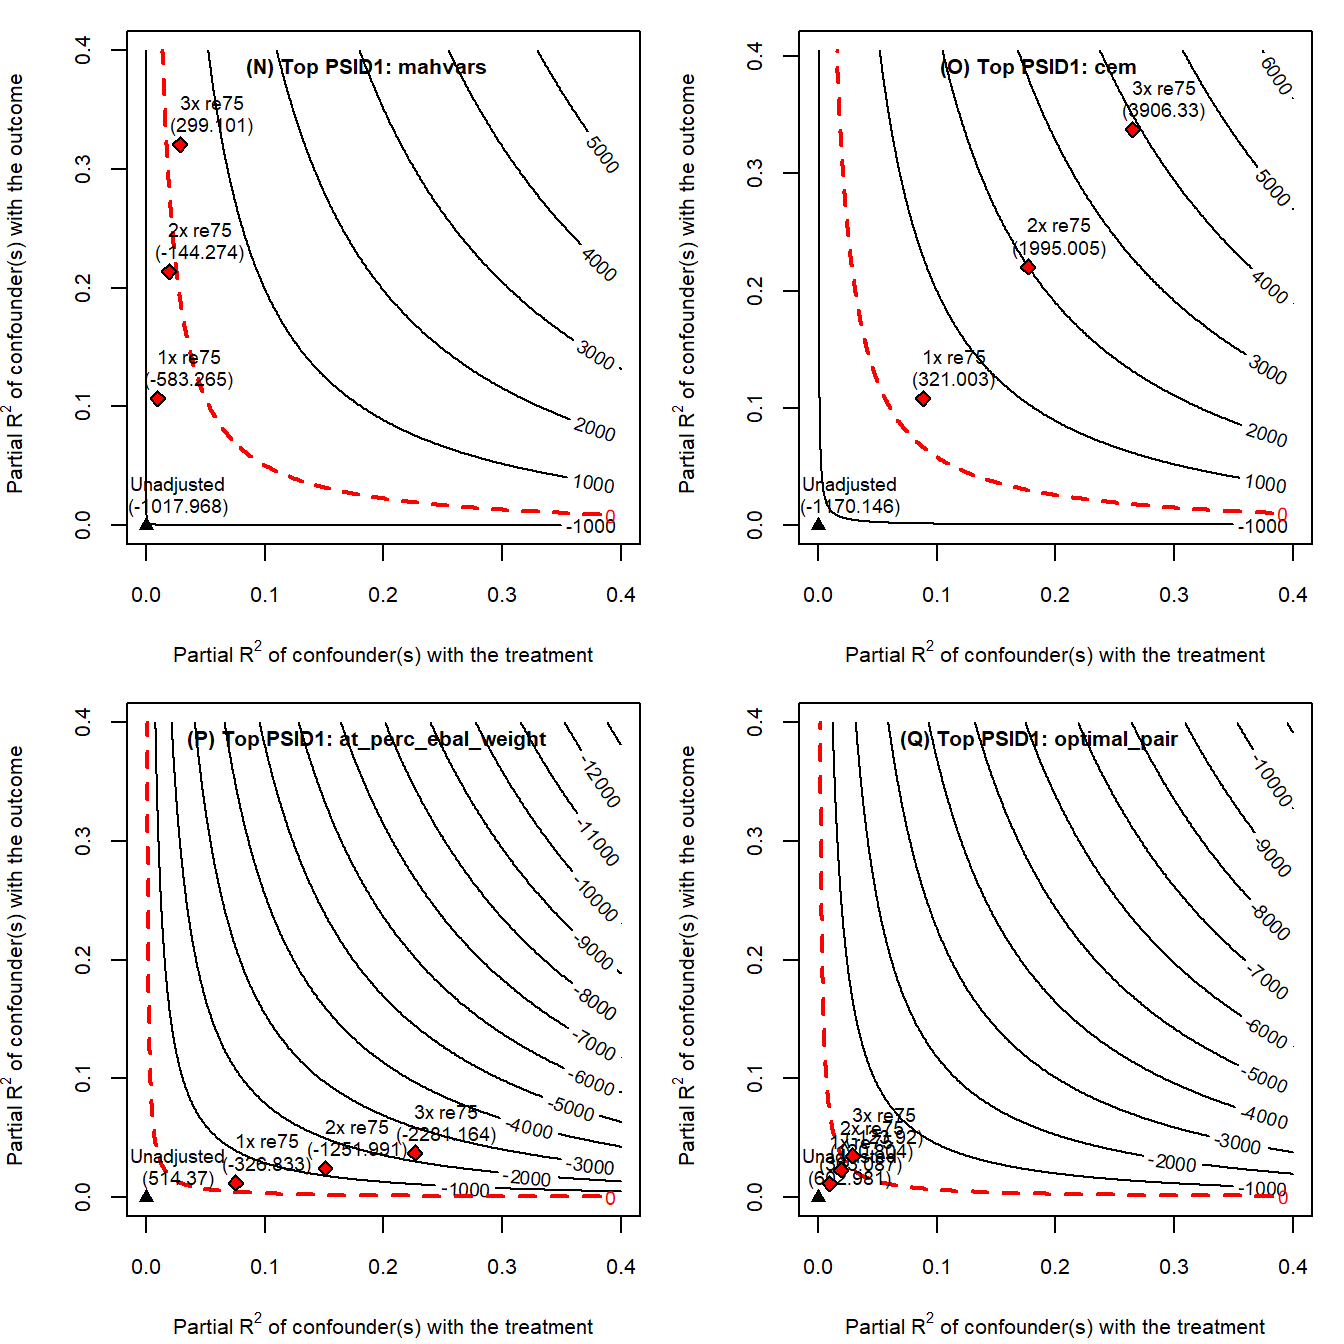 (N) Top PSID1: mahvars
Partial R2 of confounder(s) with the outcome
0.4
0.3
0.2
0.1
0.0
3x re75
(299.101)
2x re75
(-144.274)
1x re75
(-583.265)
Unadjusted
(-1017.968)
5000
4000
3000
2000
1000
0
-1000
0.0 0.1 0.2 0.3 0.4
Partial R2 of confounder(s) with the treatment
(O) Top PSID1: cem
Partial R2 of confounder(s) with the outcome
0.4
0.3
0.2
0.1
0.0
3x re75
(3906.33)
2x re75
(1995.005)
1x re75
(321.003)
Unadjusted
(-1170.146)
6000
5000
4000
3000
2000
1000
0
-1000
0.0 0.1 0.2 0.3 0.4
Partial R2 of confounder(s) with the treatment
(P) Top PSID1: at_perc_ebal_weight
Partial R2 of confounder(s) with the outcome
0.4
0.3
0.2
0.1
0.0
-12000
-11000
-10000
-9000
-8000
-7000
-6000
-5000
-4000
-3000
-2000
-1000
0
3x re75
(-2281.164)
2x re75
(-1251.991)
1x re75
(-326.833)
Unadjusted
(514.37)
0.0 0.1 0.2 0.3 0.4
Partial R2 of confounder(s) with the treatment
(Q) Top PSID1: optimal_pair
Partial R2 of confounder(s) with the outcome
0.4
0.3
0.2
0.1
0.0
-10000
-9000
-8000
-7000
-6000
-5000
-4000
-3000
-2000
-1000
0
3x re75
2x re75
1x re75
Unadjusted
0.0 0.1 0.2 0.3 0.4
Partial R2 of confounder(s) with the treatment